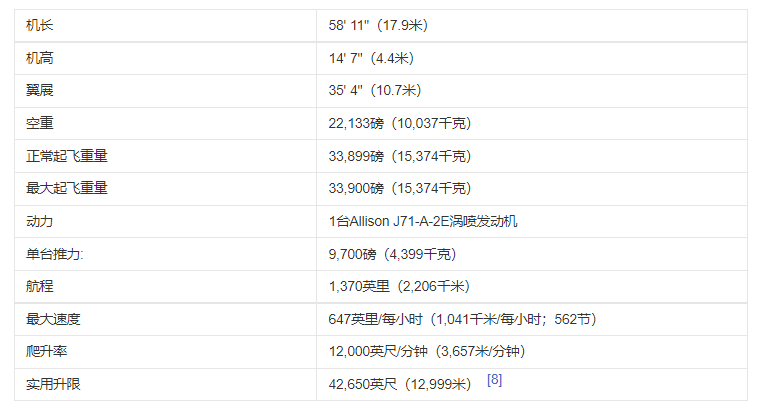 机长 58' 11"（17.9米）
机高 14' 7"（4.4米）
翼展 35' 4"（10.7米）
空重 22,133磅（10,037千克）
正常起飞重量 33,899磅（15,374千克）
最大起飞重量 33,900磅（15,374千克）
动力 1台Allison J71-A-2E涡喷发动机
单台推力: 9,700磅（4,399千克）
航程 1,370英里（2,206千米）
最大速度 647英里/每小时（1,041千米/每小时；562节）
爬升率 12,000英尺/分钟（3,657米/分钟）
实用升限 42,650英尺（12,999米） [8]